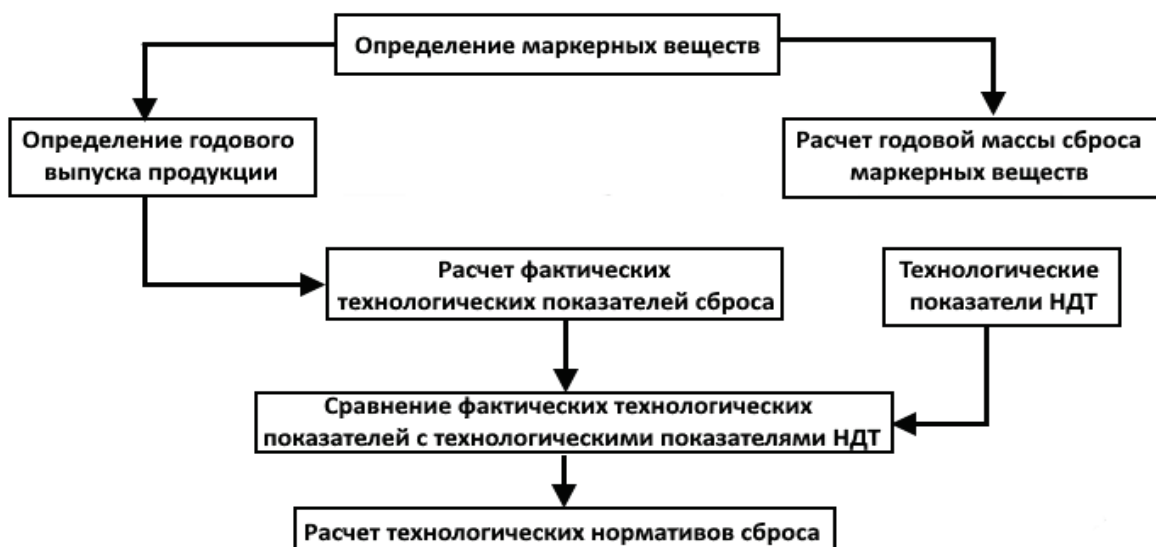 Определение маркерных веществ
Определение годового
выпуска продукции
Расчет годовой массы сброса
маркерных веществ
Расчет фактических
технологических показателей сброса
Технологические
показатели НДТ
Сравнение фактических технологических
показателей с технологическими показателями НДТ
Расчет технологических нормативов сброса